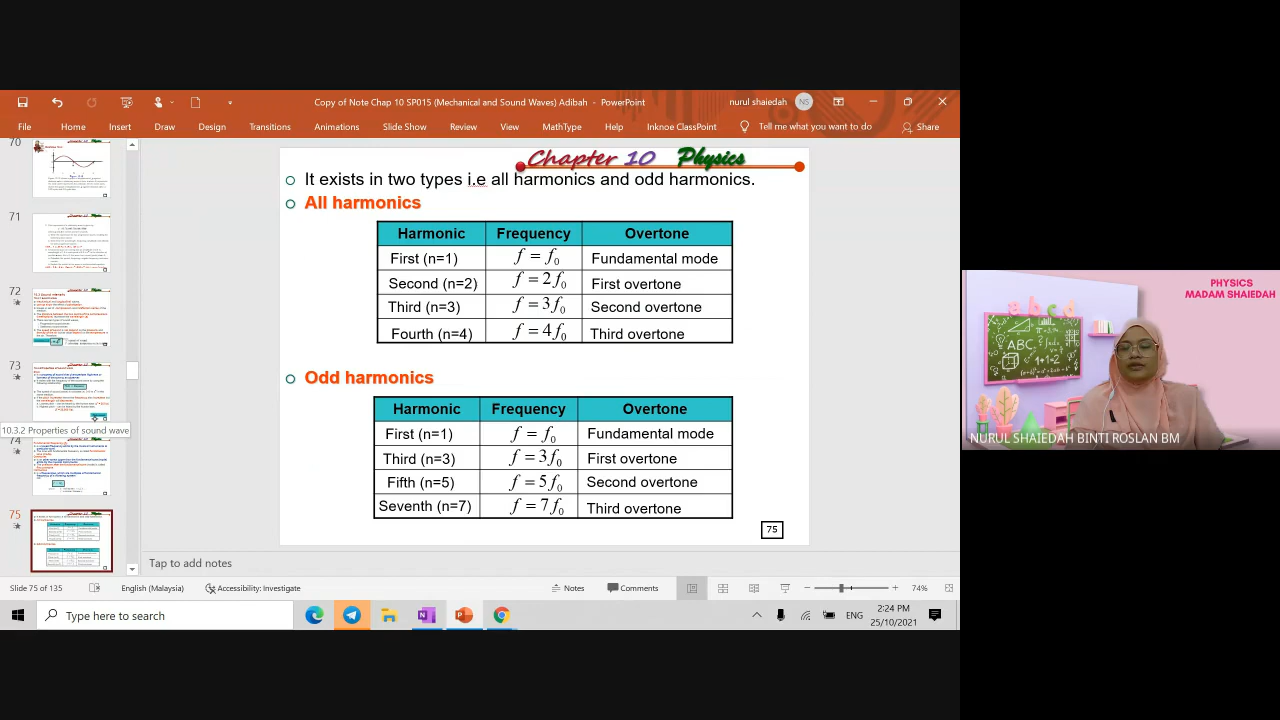 Copy of Note Chap 10 SP015 (Mechanical and Sound Waves) Adibah - PowerPoint
nurul shaiedah NS
File Home Insert Draw Design Transitions Animations Slide Show Review View MathType Help Inknoe ClassPoint Tell me what you want to do Share
Chapter 10 Physics
It exists in two types i.e all harmonics and odd harmonics.
All harmonics
Harmonic Frequency Overtone
First (n=1) f = f0 Fundamental mode
Second (n=2) f = 2f0 First overtone
Third (n=3) f = 3f0 Second overtone
Fourth (n=4) f = 4f0 Third overtone
Odd harmonics
Harmonic Frequency Overtone
First (n=1) f = f0 Fundamental mode
Third (n=3) f = 3f0 First overtone
Fifth (n=5) f = 5f0 Second overtone
Seventh (n=7) f = 7f0 Third overtone
75
70
71
72
73
10.3.2 Properties of sound wave
74
75
Tap to add notes
Slide 75 of 135 English (Malaysia) Accessibility: Investigate Notes Comments 74%
Type here to search
ENG
2:24 PM
25/10/2021
PHYSICS
MADAM SHAIEDAH
ABC
NURUL SHAIEDAH BINTI ROSLAN BM